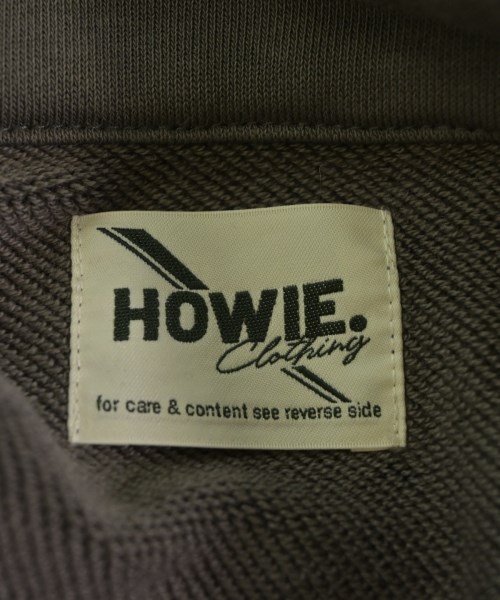 HOWIE.
Clothing
for care & content see reverse side